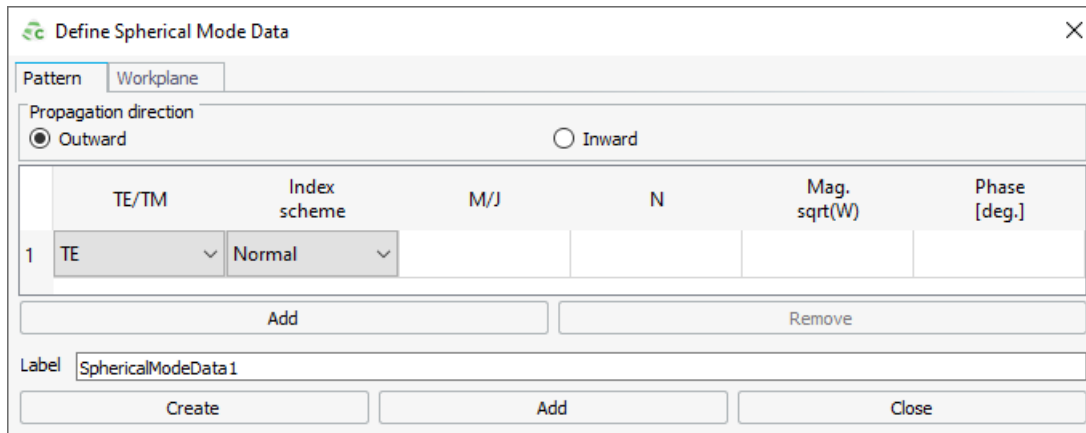 Define Spherical Mode Data
Pattern Workplane
Propagation direction
Outward Inward
TE/TM Index scheme M/J N Mag. sqrt(W) Phase [deg.]
1 TE Normal
Add Remove
Label SphericalModeData1
Create Add Close